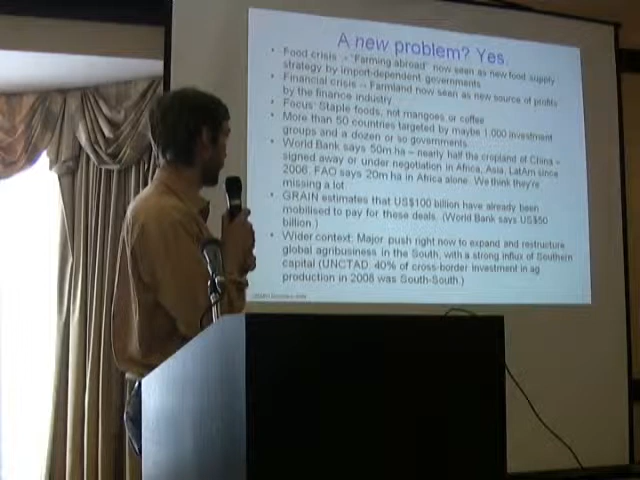 A new problem? Yes.
• Food crisis -- "Farming abroad" now seen as new food supply
strategy by import-dependent governments
• Financial crisis -- Farmland now seen as new source of profits
by the finance industry
• Focus: Staple foods, not mangoes or coffee
• More than 50 countries targeted by maybe 1,000 investment
groups and a dozen or so governments.
• World Bank says 50m ha – nearly half the cropland of China –
signed away or under negotiation in Africa, Asia, LatAm since
2006. FAO says 20m ha in Africa alone. We think they're
missing a lot.
• GRAIN estimates that US$100 billion have already been
mobilised to pay for these deals. (World Bank says US$50
billion.)
• Wider context: Major push right now to expand and restructure
global agribusiness in the South, with a strong influx of Southern
capital (UNCTAD: 40% of cross-border investment in ag
production in 2008 was South-South.)